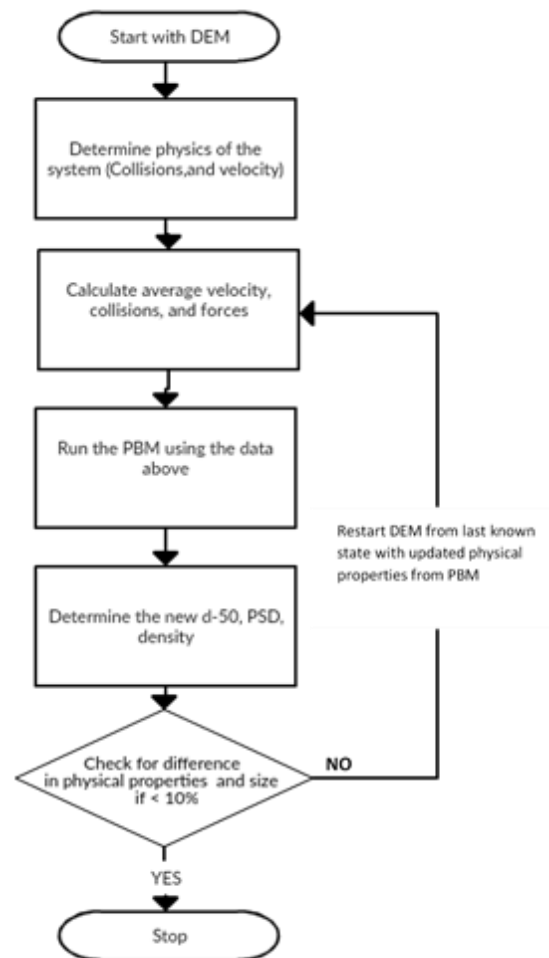 Start with DEM
Determine physics of the
system (Collisions,and velocity)
Calculate average velocity,
collisions, and forces
Run the PBM using the data
above
Restart DEM from last known
state with updated physical
properties from PBM
Determine the new d-50, PSD,
density
Check for difference
in physical properties and size
if < 10%
NO
YES
Stop